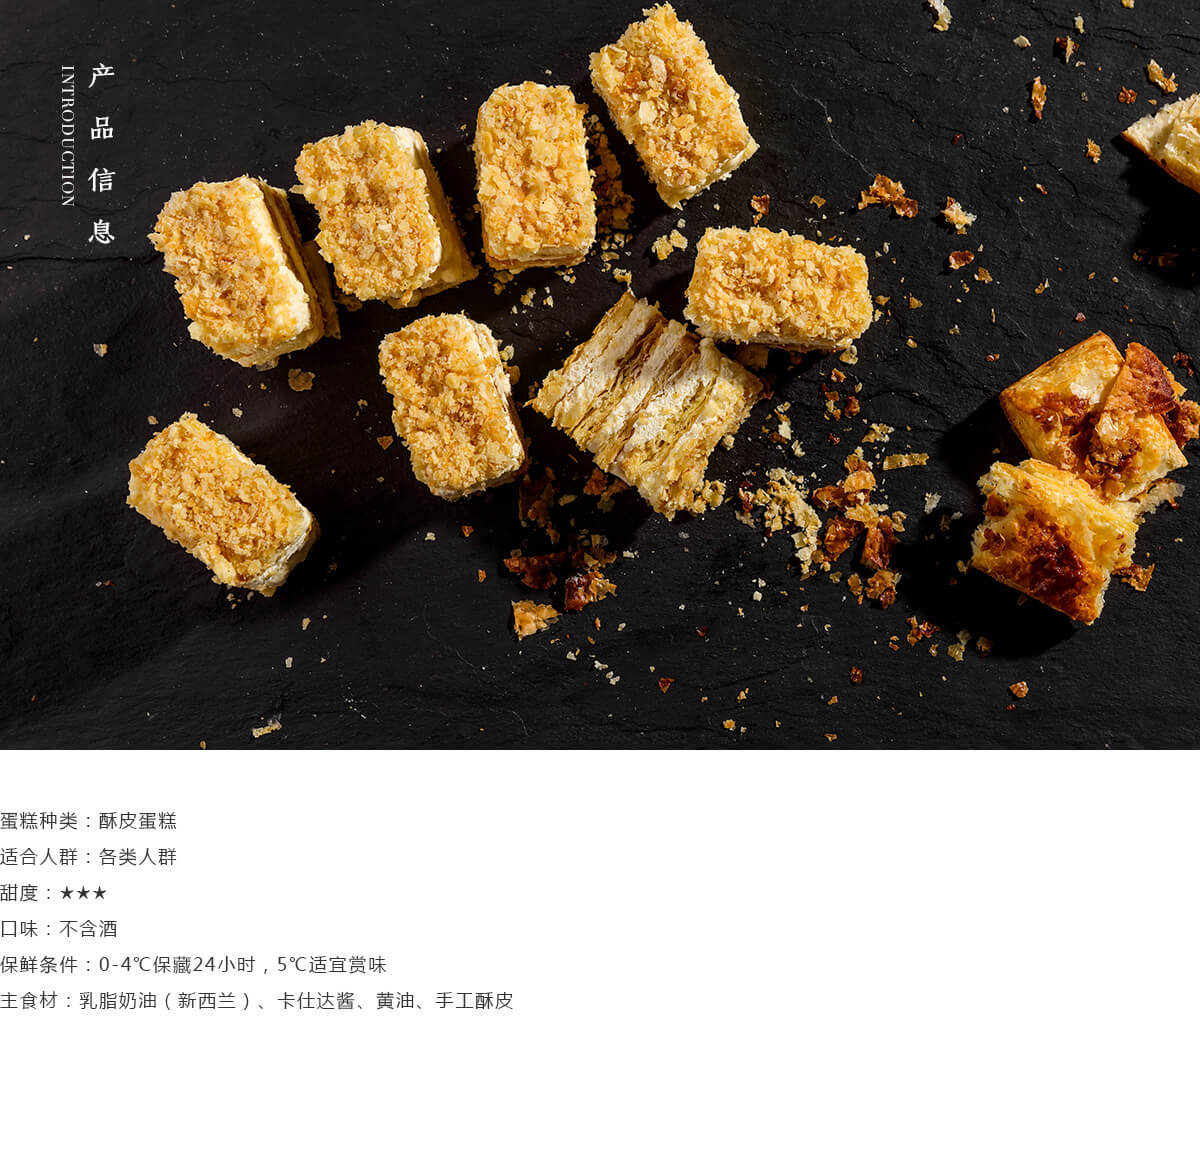 产品信息
INTRODUCTION
蛋糕种类：酥皮蛋糕
适合人群：各类人群
甜度：★★★
口味：不含酒
保鲜条件：0-4℃保藏24小时，5℃适宜赏味
主食材：乳脂奶油（新西兰）、卡仕达酱、黄油、手工酥皮